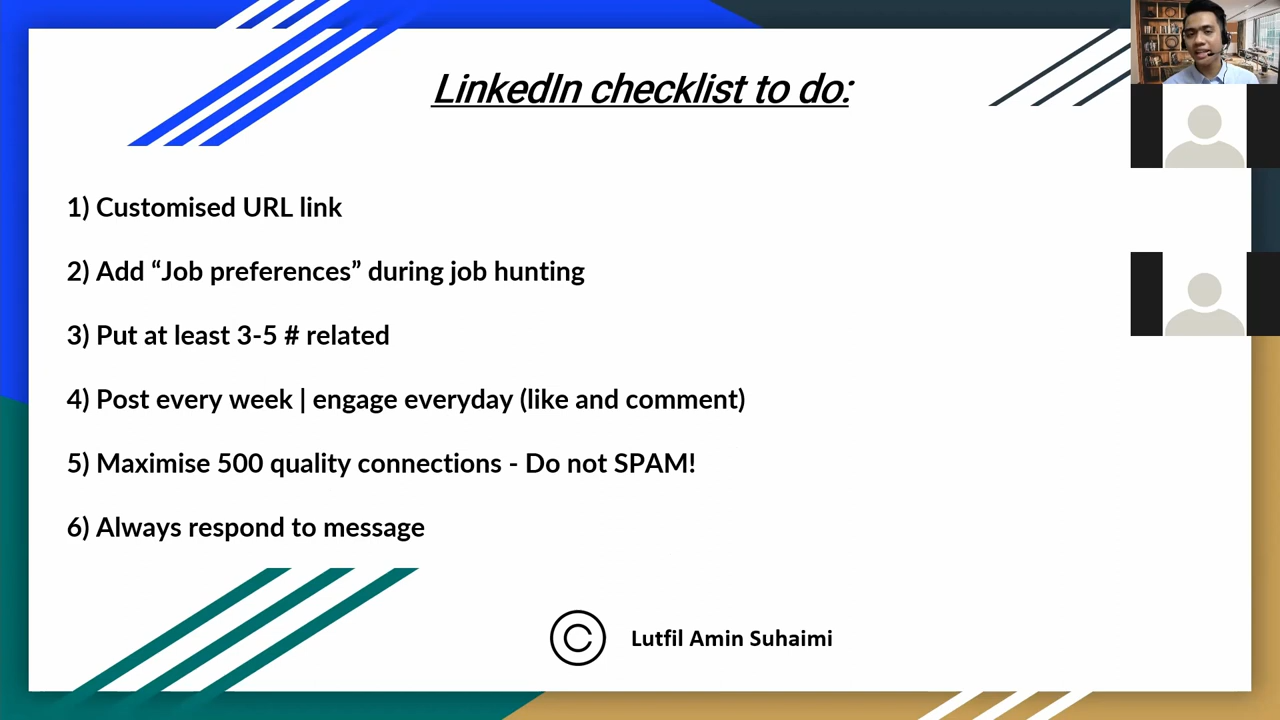 LinkedIn checklist to do:
1) Customised URL link
2) Add “Job preferences” during job hunting
3) Put at least 3-5 # related
4) Post every week | engage everyday (like and comment)
5) Maximise 500 quality connections - Do not SPAM!
6) Always respond to message
© Lutfil Amin Suhaimi